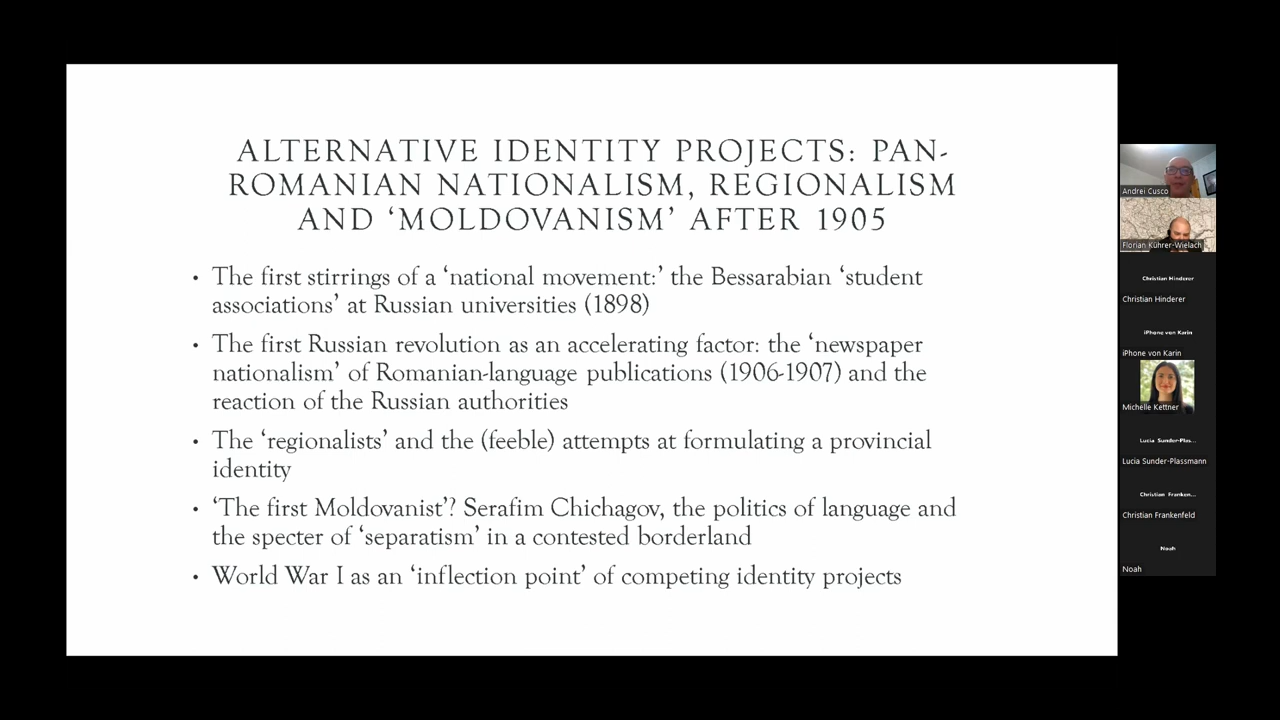 ALTERNATIVE IDENTITY PROJECTS: PAN-
ROMANIAN NATIONALISM, REGIONALISM
AND ‘MOLDOVANISM’ AFTER 1905
• The first stirrings of a ‘national movement:’ the Bessarabian ‘student
associations’ at Russian universities (1898)
• The first Russian revolution as an accelerating factor: the ‘newspaper
nationalism’ of Romanian-language publications (1906-1907) and the
reaction of the Russian authorities
• The ‘regionalists’ and the (feeble) attempts at formulating a provincial
identity
• ‘The first Moldovanist’? Serafim Chichagov, the politics of language and
the specter of ‘separatism’ in a contested borderland
• World War I as an ‘inflection point’ of competing identity projects
Andrei Cusco
Florian Kührer-Wielach
Christian Hinderer
Christian Hinderer
iPhone von Karin
iPhone von Karin
Michelle Kettner
Lucia Sunder-Plas...
Lucia Sunder-Plassmann
Christian Franken...
Christian Frankenfeld
Noah
Noah